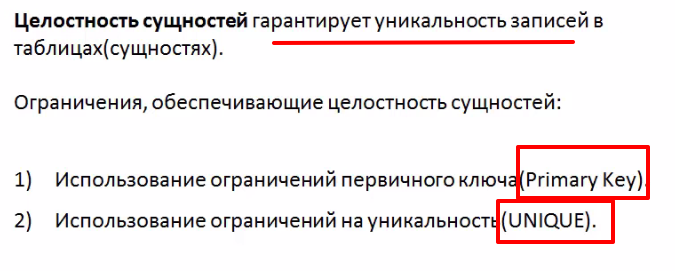 Целостность сущностей гарантирует уникальность записей в
таблицах(сущностях).
Ограничения, обеспечивающие целостность сущностей:
1) Использование ограничений первичного ключа(Primary Key).
2) Использование ограничений на уникальность(UNIQUE).